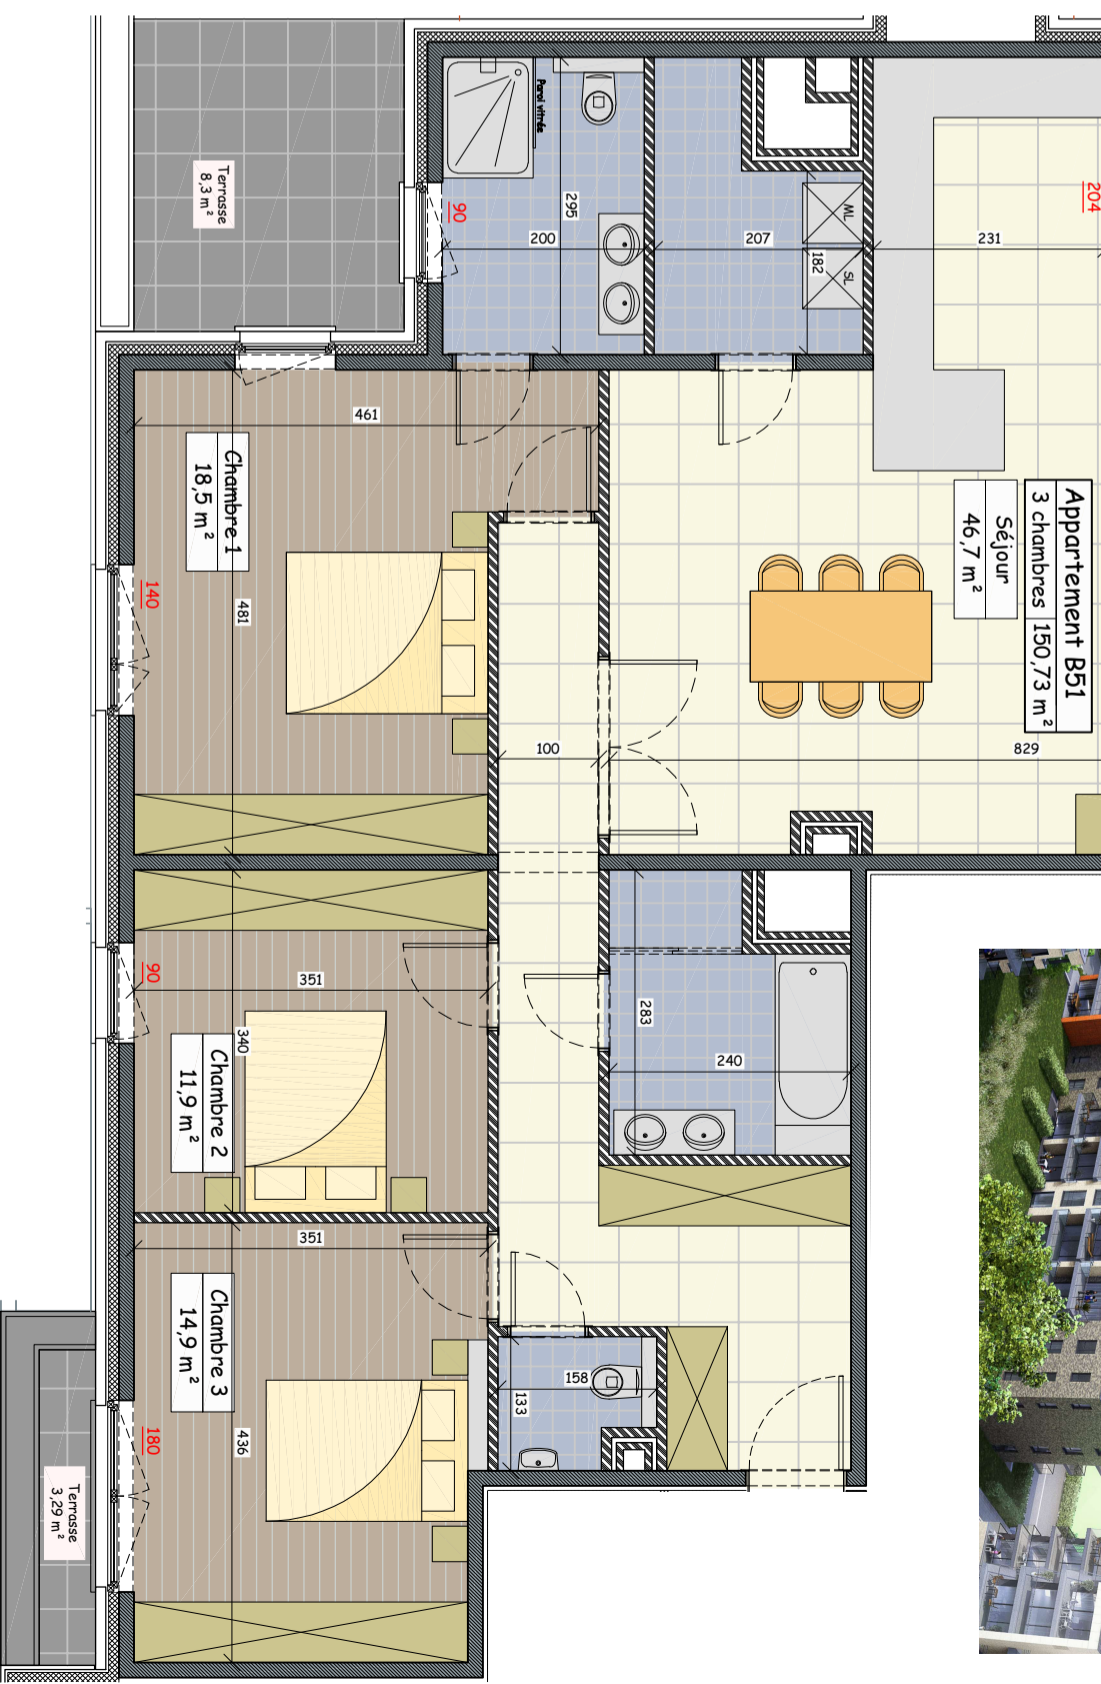 Appartement B51
3 chambres 150,73 m²
Séjour
46,7 m²
204
231
829
ML
SL
182
207
Paroi vitrée
295
200
90
Terrasse
8,3 m²
461
Chambre 1
18,5 m²
481
140
100
283
240
351
90
340
Chambre 2
11,9 m²
351
Chambre 3
14,9 m²
436
180
158
133
Terrasse
3,29 m²